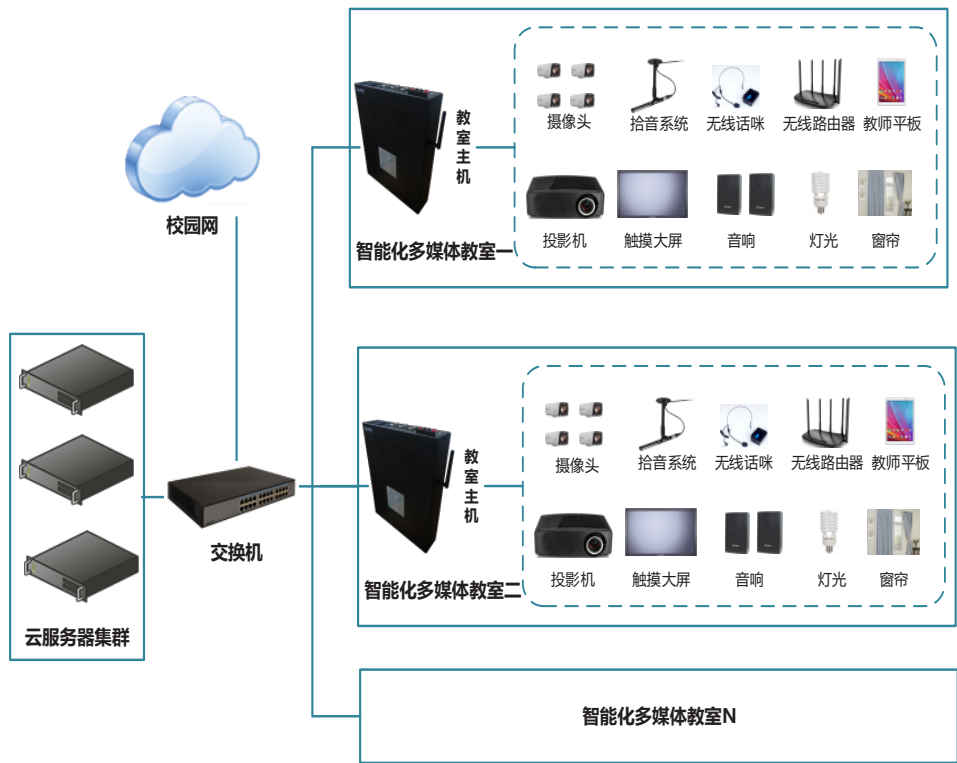 摄像头 拾音系统 无线话咪 无线路由器 教师平板
教室主机
校园网
投影机 触摸大屏 音响 灯光 窗帘
智能化多媒体教室一
摄像头 拾音系统 无线话咪 无线路由器 教师平板
教室主机
交换机
投影机 触摸大屏 音响 灯光 窗帘
智能化多媒体教室二
云服务器集群
智能化多媒体教室N